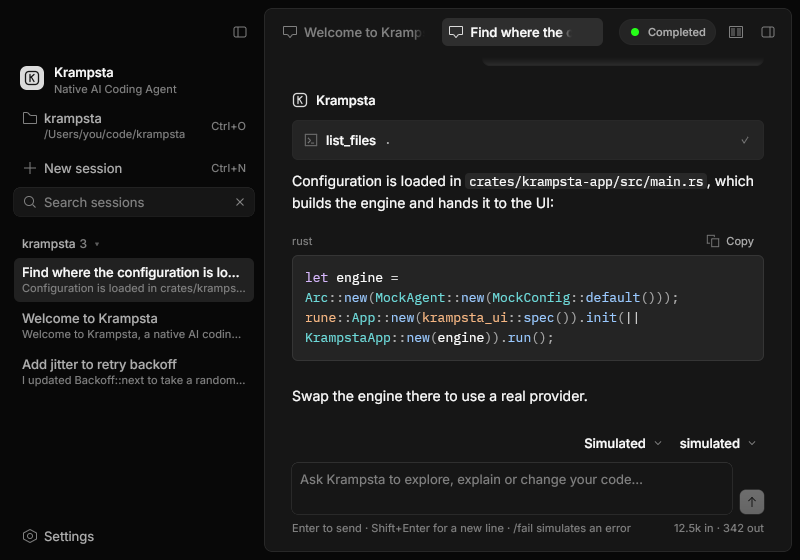 Welcome to Kramp
Find where the
Completed
Krampsta
Native AI Coding Agent
krampsta
/Users/you/code/krampsta
Ctrl+O
New session
Ctrl+N
Search sessions
krampsta 3
Find where the configuration is lo...
Configuration is loaded in crates/kramps...
Welcome to Krampsta
Welcome to Krampsta, a native AI codin...
Add jitter to retry backoff
I updated Backoff::next to take a random...
Settings
Krampsta
list_files .
Configuration is loaded in crates/krampsta-app/src/main.rs, which
builds the engine and hands it to the UI:
rust
Copy
let engine =
Arc::new(MockAgent::new(MockConfig::default()));
rune::App::new(krampsta_ui::spec()).init(||
KrampstaApp::new(engine)).run();
Swap the engine there to use a real provider.
Simulated
simulated
Ask Krampsta to explore, explain or change your code...
Enter to send · Shift+Enter for a new line · /fail simulates an error
12.5k in · 342 out